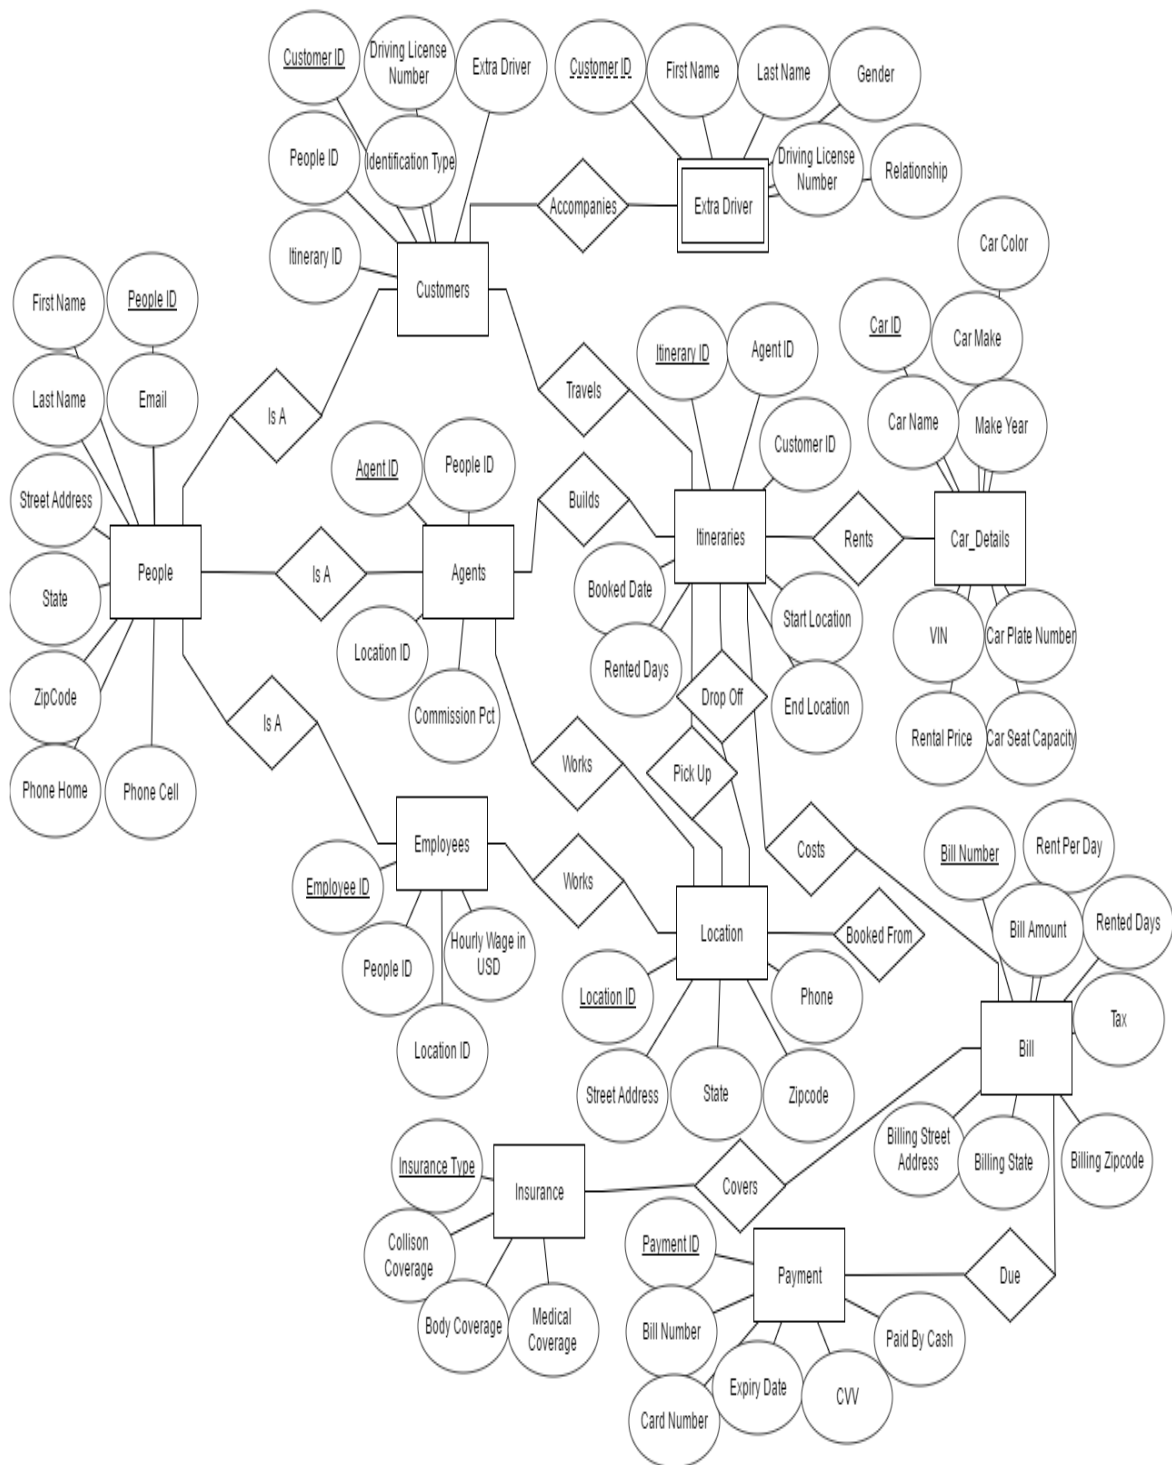 Customer ID
Driving License
Number
Extra Driver
Customer ID
First Name
Last Name
Gender
People ID
Identification Type
Driving License
Number
Relationship
Accompanies
Extra Driver
Itinerary ID
Customers
Car Color
First Name
People ID
Itinerary ID
Agent ID
Car ID
Car Make
Last Name
Email
Is A
Travels
Car Name
Make Year
Agent ID
People ID
Customer ID
Street Address
Builds
Itineraries
Rents
Car_Details
People
Is A
Agents
State
Booked Date
Start Location
VIN
Car Plate Number
Location ID
Rented Days
Drop Off
End Location
ZipCode
Commission Pct
Is A
Rental Price
Car Seat Capacity
Phone Home
Phone Cell
Works
Pick Up
Employees
Costs
Bill Number
Rent Per Day
Employee ID
Works
Hourly Wage in
USD
Location
Booked From
Bill Amount
Rented Days
People ID
Location ID
Phone
Tax
Location ID
Bill
Street Address
State
Zipcode
Billing Street
Address
Billing State
Billing Zipcode
Insurance Type
Insurance
Covers
Collison
Coverage
Payment ID
Payment
Due
Body Coverage
Medical
Coverage
Bill Number
Paid By Cash
Card Number
Expiry Date
CVV